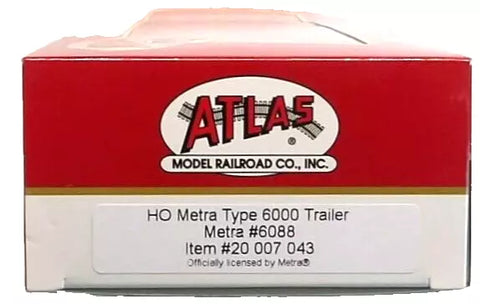 ATLAS
®
MODEL RAILROAD CO., INC.
HO Metra Type 6000 Trailer
Metra #6088
Item #20 007 043
Officially licensed by Metra®